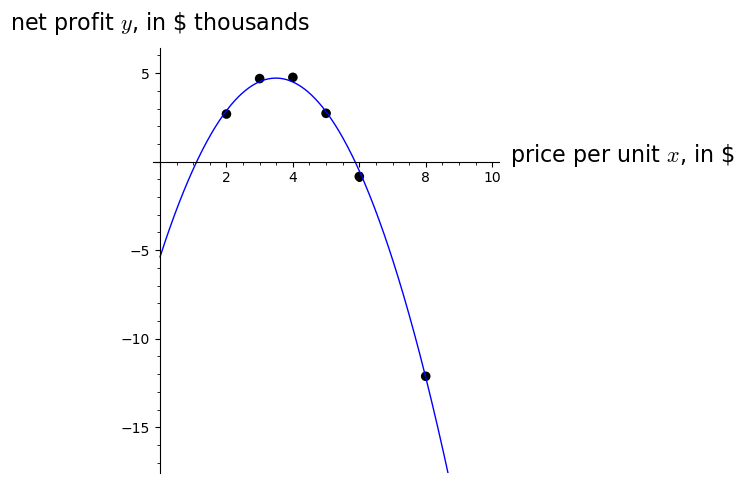 net profit y, in $ thousands
5
price per unit x, in $
2 4 6 8 10
−5
−10
−15